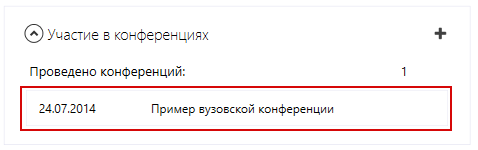 Участие в конференциях
Проведено конференций: 1
24.07.2014 Пример вузовской конференции